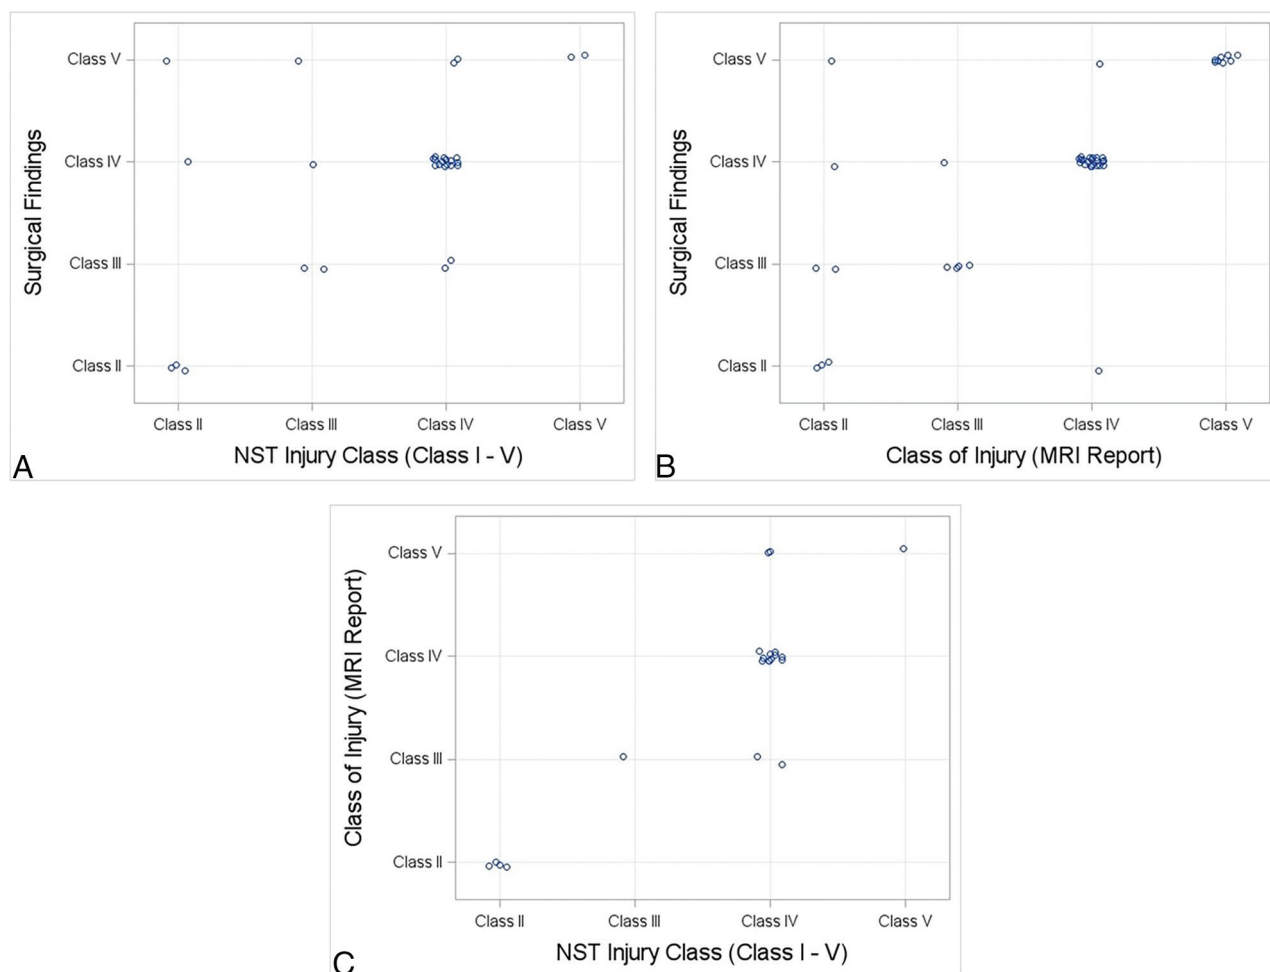 Class V
Class IV
Class III
Class II
Surgical Findings
Class II Class III Class IV Class V
NST Injury Class (Class I - V)
A
Class V
Class IV
Class III
Class II
Surgical Findings
Class II Class III Class IV Class V
Class of Injury (MRI Report)
B
Class V
Class IV
Class III
Class II
Class of Injury (MRI Report)
Class II Class III Class IV Class V
NST Injury Class (Class I - V)
C